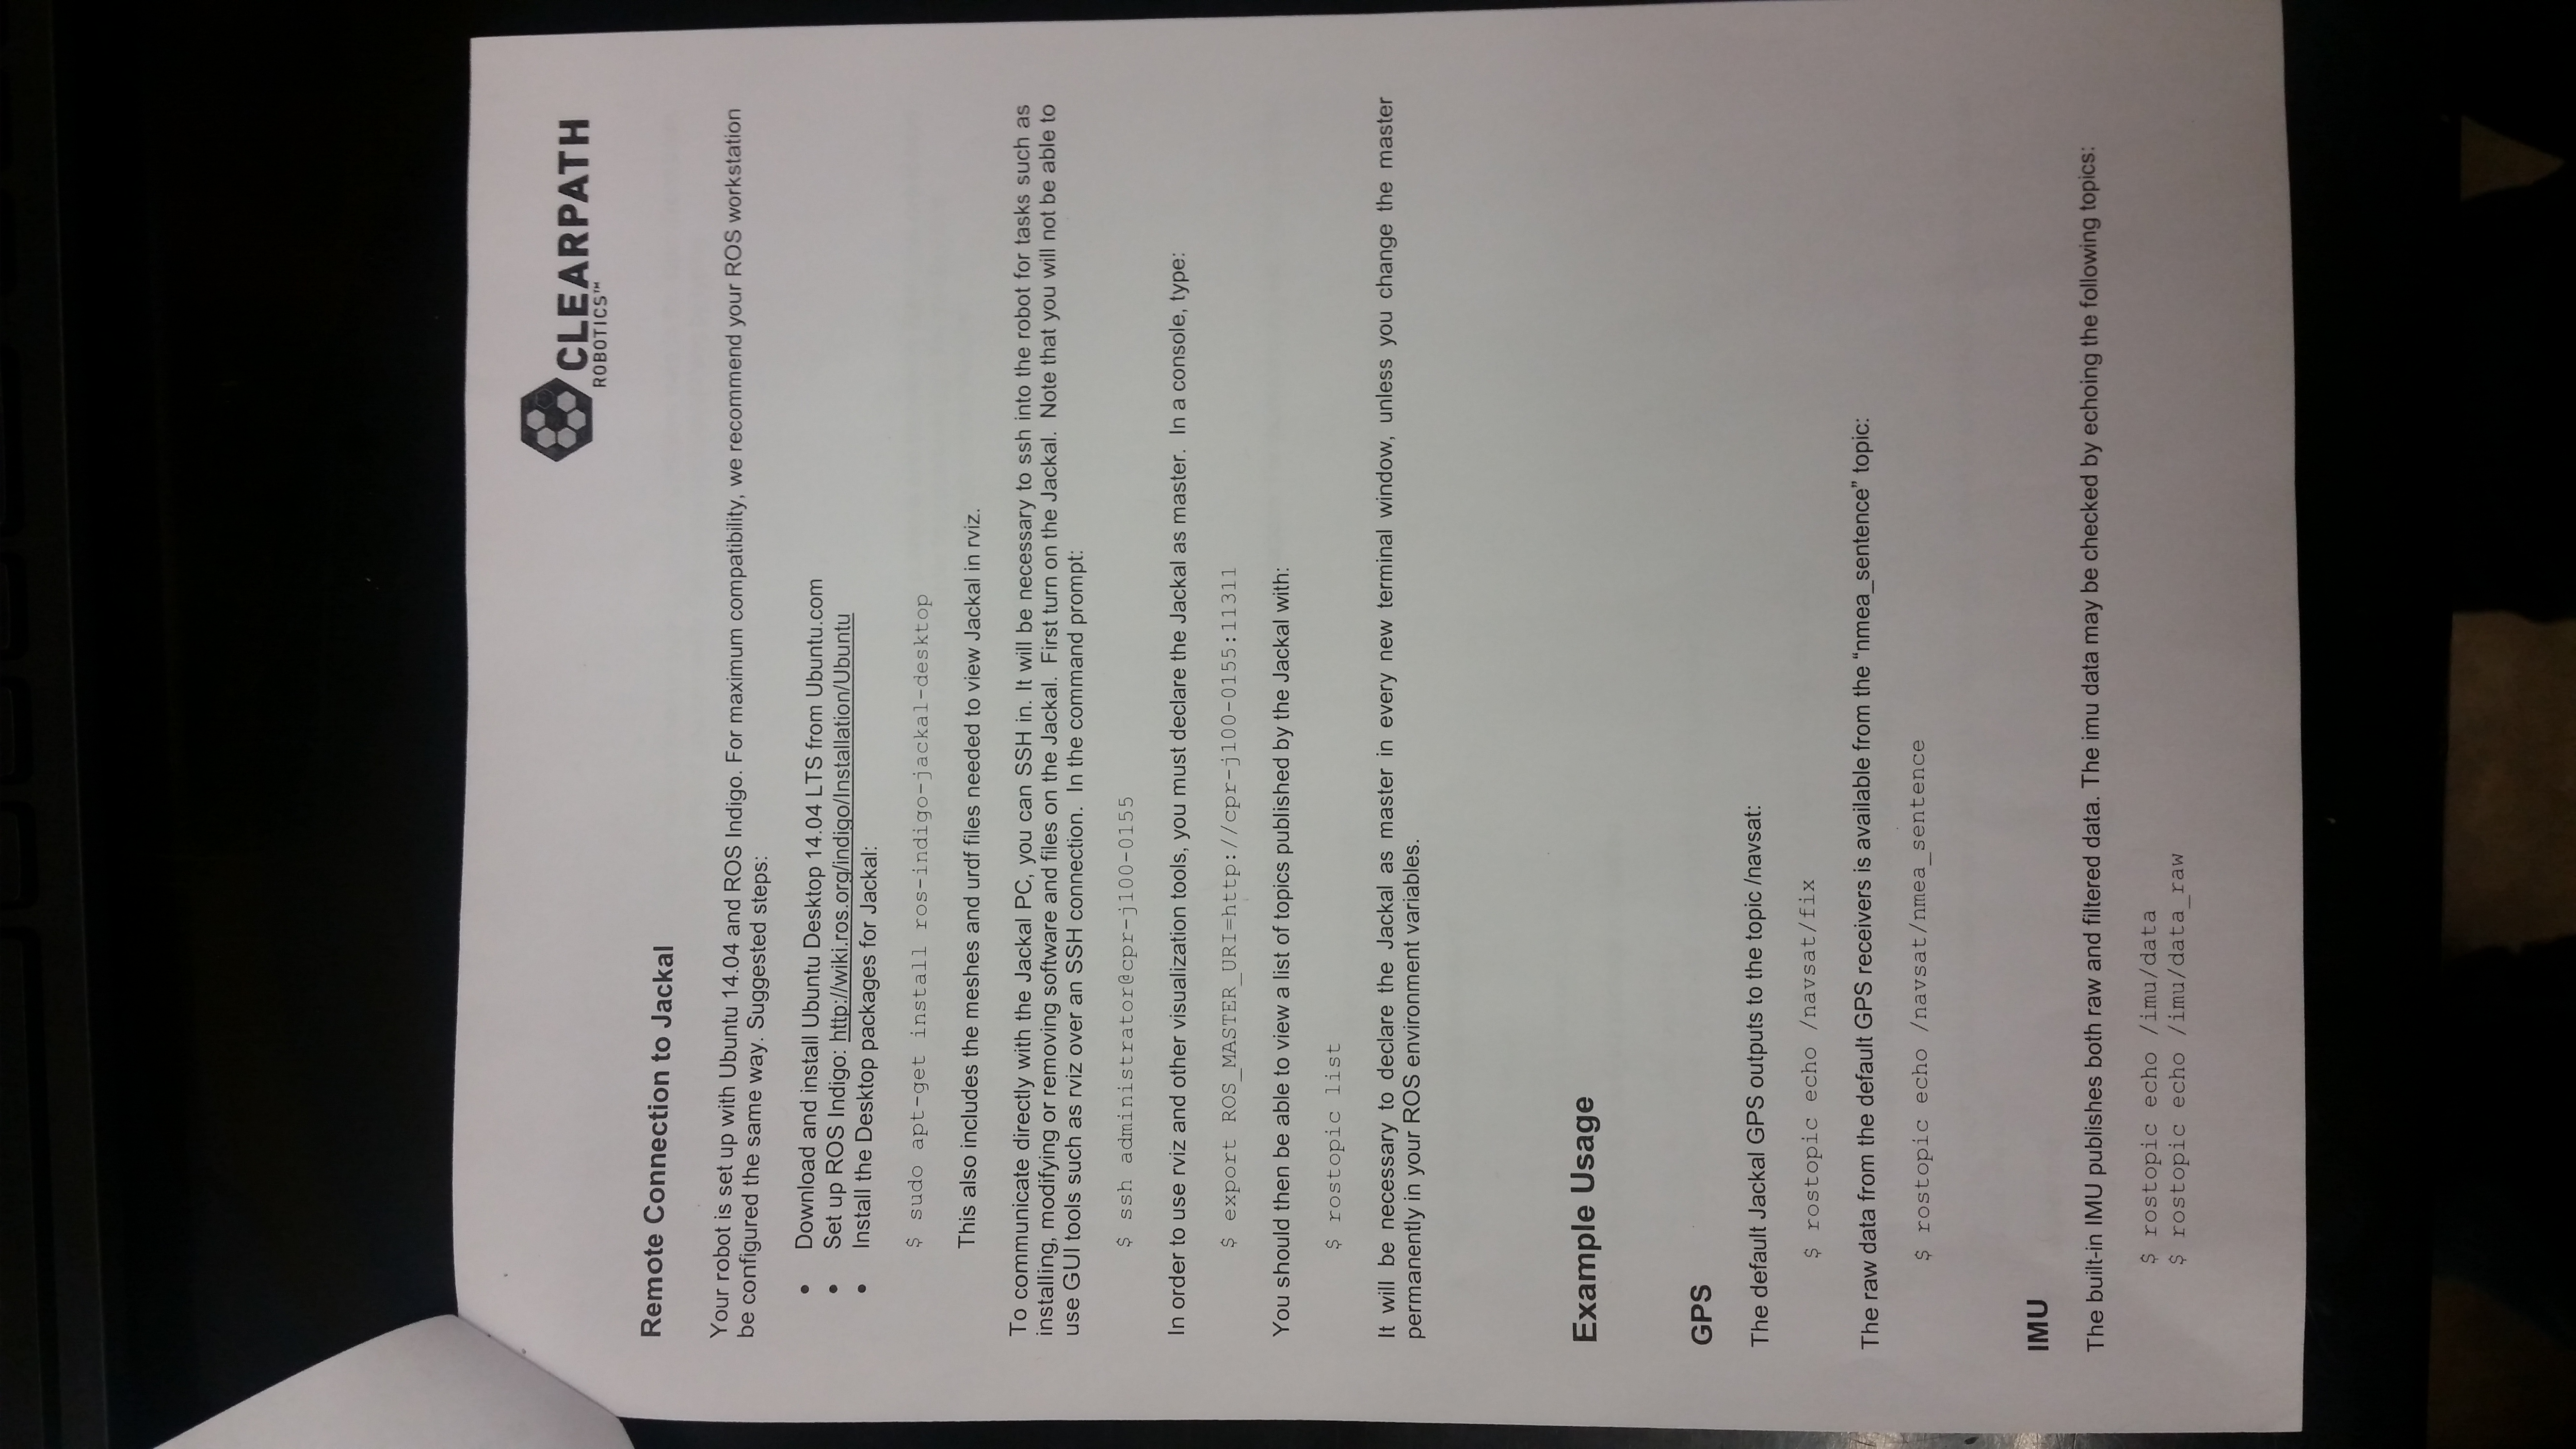 CLEARPATH
ROBOTICS™
Remote Connection to Jackal
Your robot is set up with Ubuntu 14.04 and ROS Indigo. For maximum compatibility, we recommend your ROS workstation
be configured the same way. Suggested steps:
• Download and install Ubuntu Desktop 14.04 LTS from Ubuntu.com
• Set up ROS Indigo: http://wiki.ros.org/indigo/Installation/Ubuntu
• Install the Desktop packages for Jackal:
$ sudo apt-get install ros-indigo-jackal-desktop
This also includes the meshes and urdf files needed to view Jackal in rviz.
To communicate directly with the Jackal PC, you can SSH in. It will be necessary to ssh into the robot for tasks such as
installing, modifying or removing software and files on the Jackal. First turn on the Jackal. Note that you will not be able to
use GUI tools such as rviz over an SSH connection. In the command prompt:
$ ssh administrator@cpr-j100-0155
In order to use rviz and other visualization tools, you must declare the Jackal as master. In a console, type:
$ export ROS_MASTER_URI=http://cpr-j100-0155:11311
You should then be able to view a list of topics published by the Jackal with:
$ rostopic list
It will be necessary to declare the Jackal as master in every new terminal window, unless you change the master
permanently in your ROS environment variables.
Example Usage
GPS
The default Jackal GPS outputs to the topic /navsat:
$ rostopic echo /navsat/fix
The raw data from the default GPS receivers is available from the “nmea_sentence” topic:
$ rostopic echo /navsat/nmea_sentence
IMU
The built-in IMU publishes both raw and filtered data. The imu data may be checked by echoing the following topics:
$ rostopic echo /imu/data
$ rostopic echo /imu/data_raw